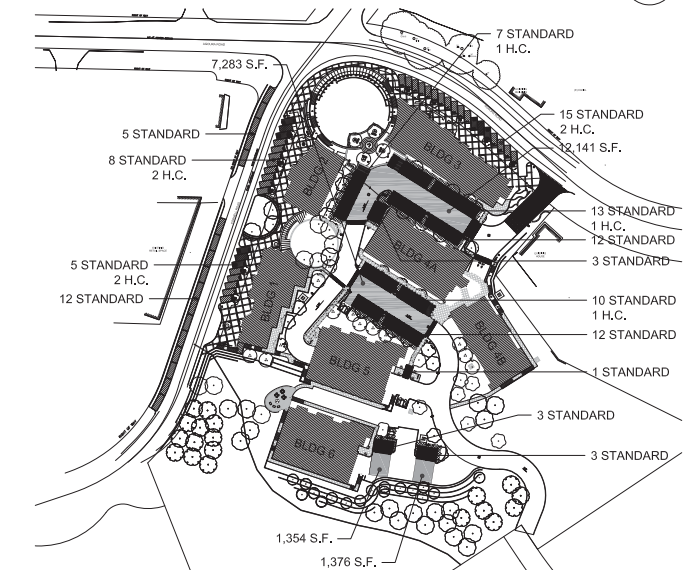 7 STANDARD
1 H.C.
7,283 S.F.
15 STANDARD
2 H.C.
12,141 S.F.
5 STANDARD
8 STANDARD
2 H.C.
BLDG 3
BLDG 2
13 STANDARD
1 H.C.
12 STANDARD
3 STANDARD
BLDG 4A
5 STANDARD
2 H.C.
12 STANDARD
10 STANDARD
1 H.C.
12 STANDARD
BLDG 1
BLDG 4B
BLDG 5
1 STANDARD
3 STANDARD
BLDG 6
3 STANDARD
1,354 S.F.
1,376 S.F.